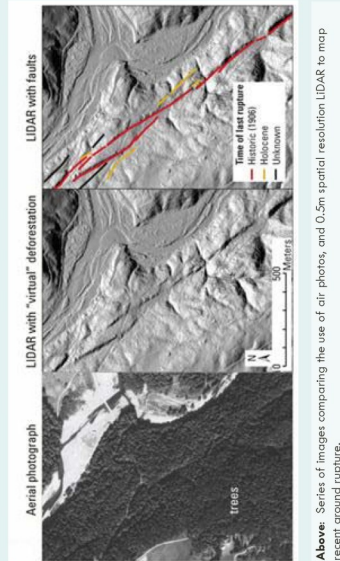 Aerial photograph
LiDAR with "virtual" deforestation
LiDAR with faults
trees
N
0 500
Meters
Time of last rupture
Historic (1906)
Holocene
Unknown
Above: Series of images comparing the use of air photos, and 0.5m spatial resolution LiDAR to map
recent around rupture.